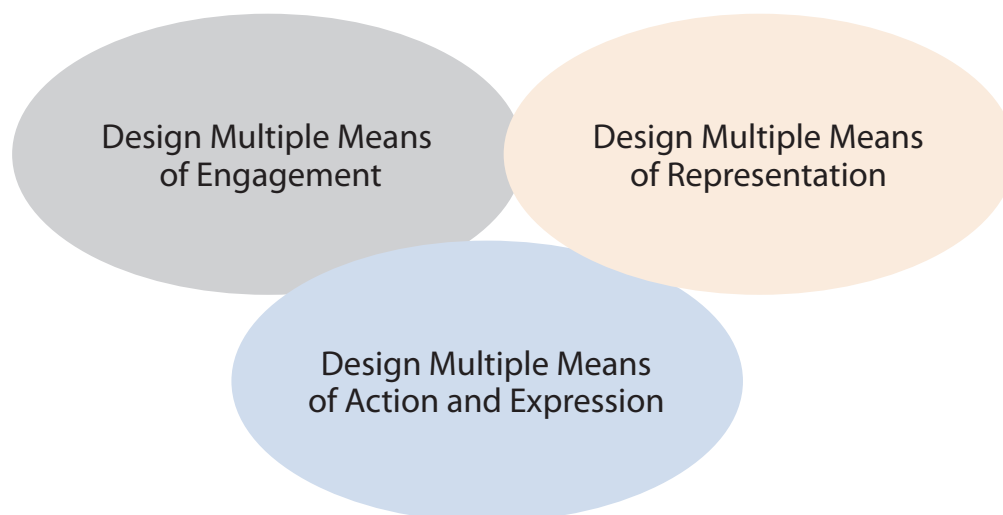 Design Multiple Means
of Engagement
Design Multiple Means
of Representation
Design Multiple Means
of Action and Expression